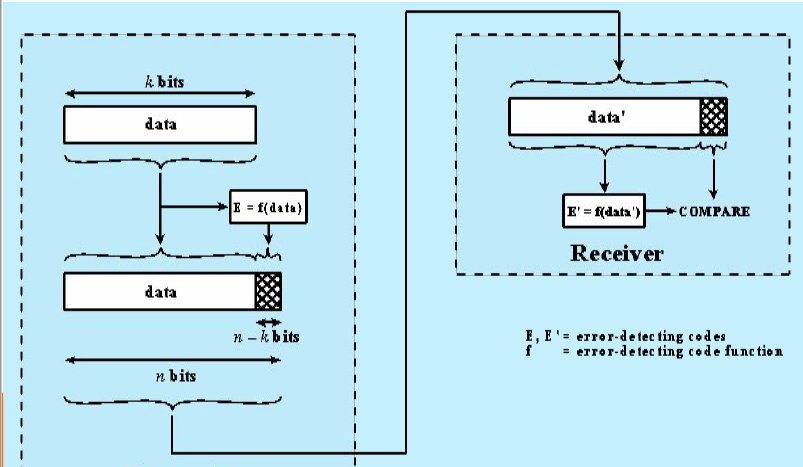 k bits
data
E = f(data)
data
n – k bits
n bits
data'
E' = f(data')
COMPARE
Receiver
E, E' = error-detecting codes
f = error-detecting code function